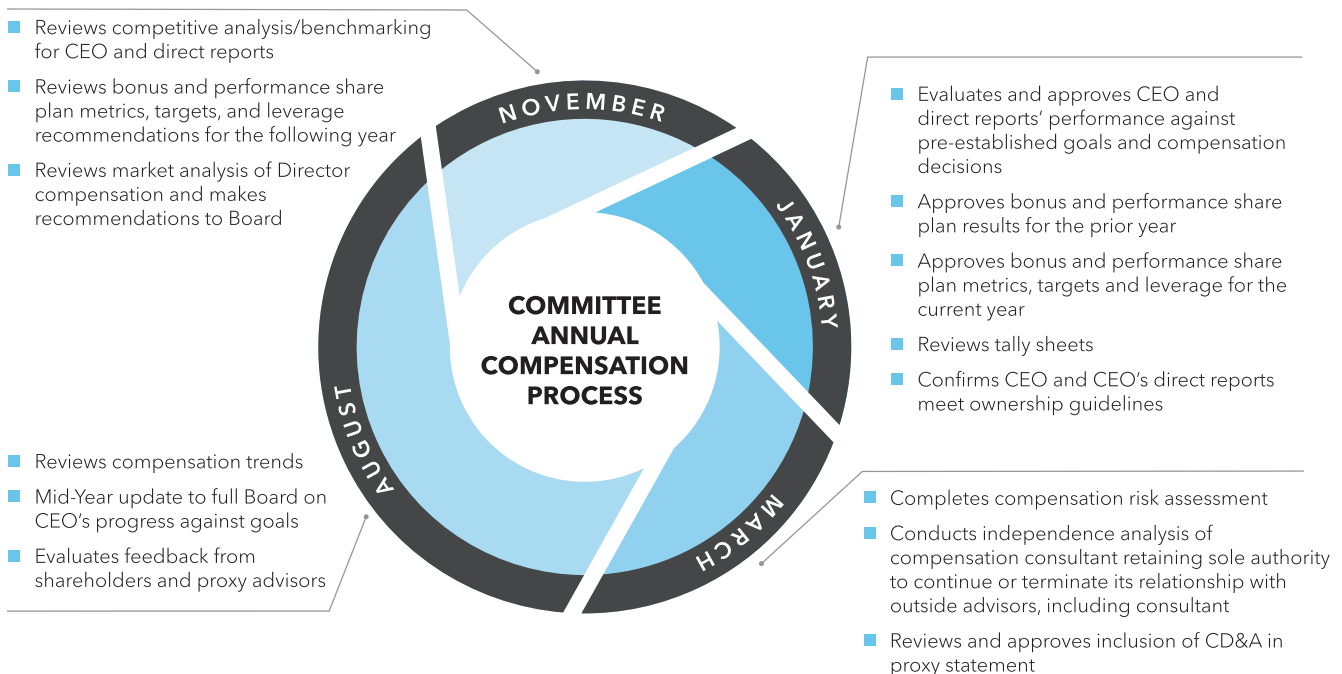 Reviews competitive analysis/benchmarking
for CEO and direct reports
Reviews bonus and performance share
plan metrics, targets, and leverage
recommendations for the following year
Reviews market analysis of Director
compensation and makes
recommendations to Board
NOVEMBER
JANUARY
Evaluates and approves CEO and
direct reports’ performance against
pre-established goals and compensation
decisions
Approves bonus and performance share
plan results for the prior year
Approves bonus and performance share
plan metrics, targets and leverage for the
current year
Reviews tally sheets
Confirms CEO and CEO’s direct reports
meet ownership guidelines
COMMITTEE
ANNUAL
COMPENSATION
PROCESS
AUGUST
Reviews compensation trends
Mid-Year update to full Board on
CEO’s progress against goals
Evaluates feedback from
shareholders and proxy advisors
MARCH
Completes compensation risk assessment
Conducts independence analysis of
compensation consultant retaining sole authority
to continue or terminate its relationship with
outside advisors, including consultant
Reviews and approves inclusion of CD&A in
proxy statement